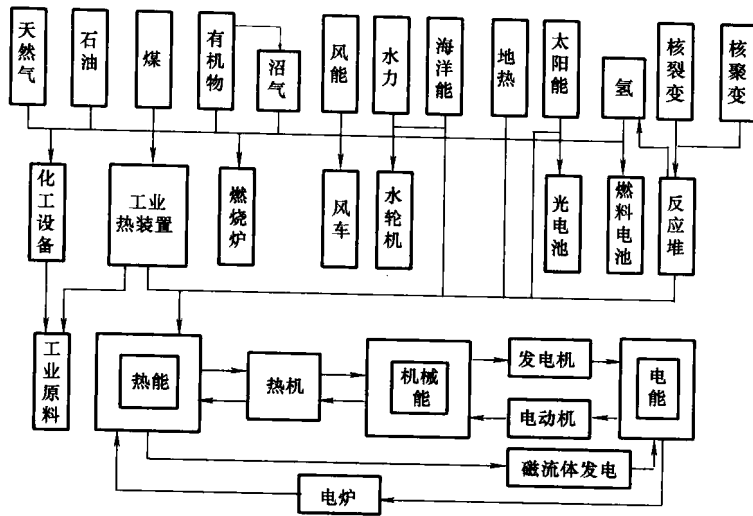 天然气
石油
煤
有机物
沼气
风能
水力
海洋能
地热
太阳能
氢
核裂变
核聚变
化工设备
工业
热装置
燃烧炉
风车
水轮机
光电池
燃料电池
反应堆
工业原料
热能
热机
机械
能
发电机
电动机
电能
磁流体发电
电炉